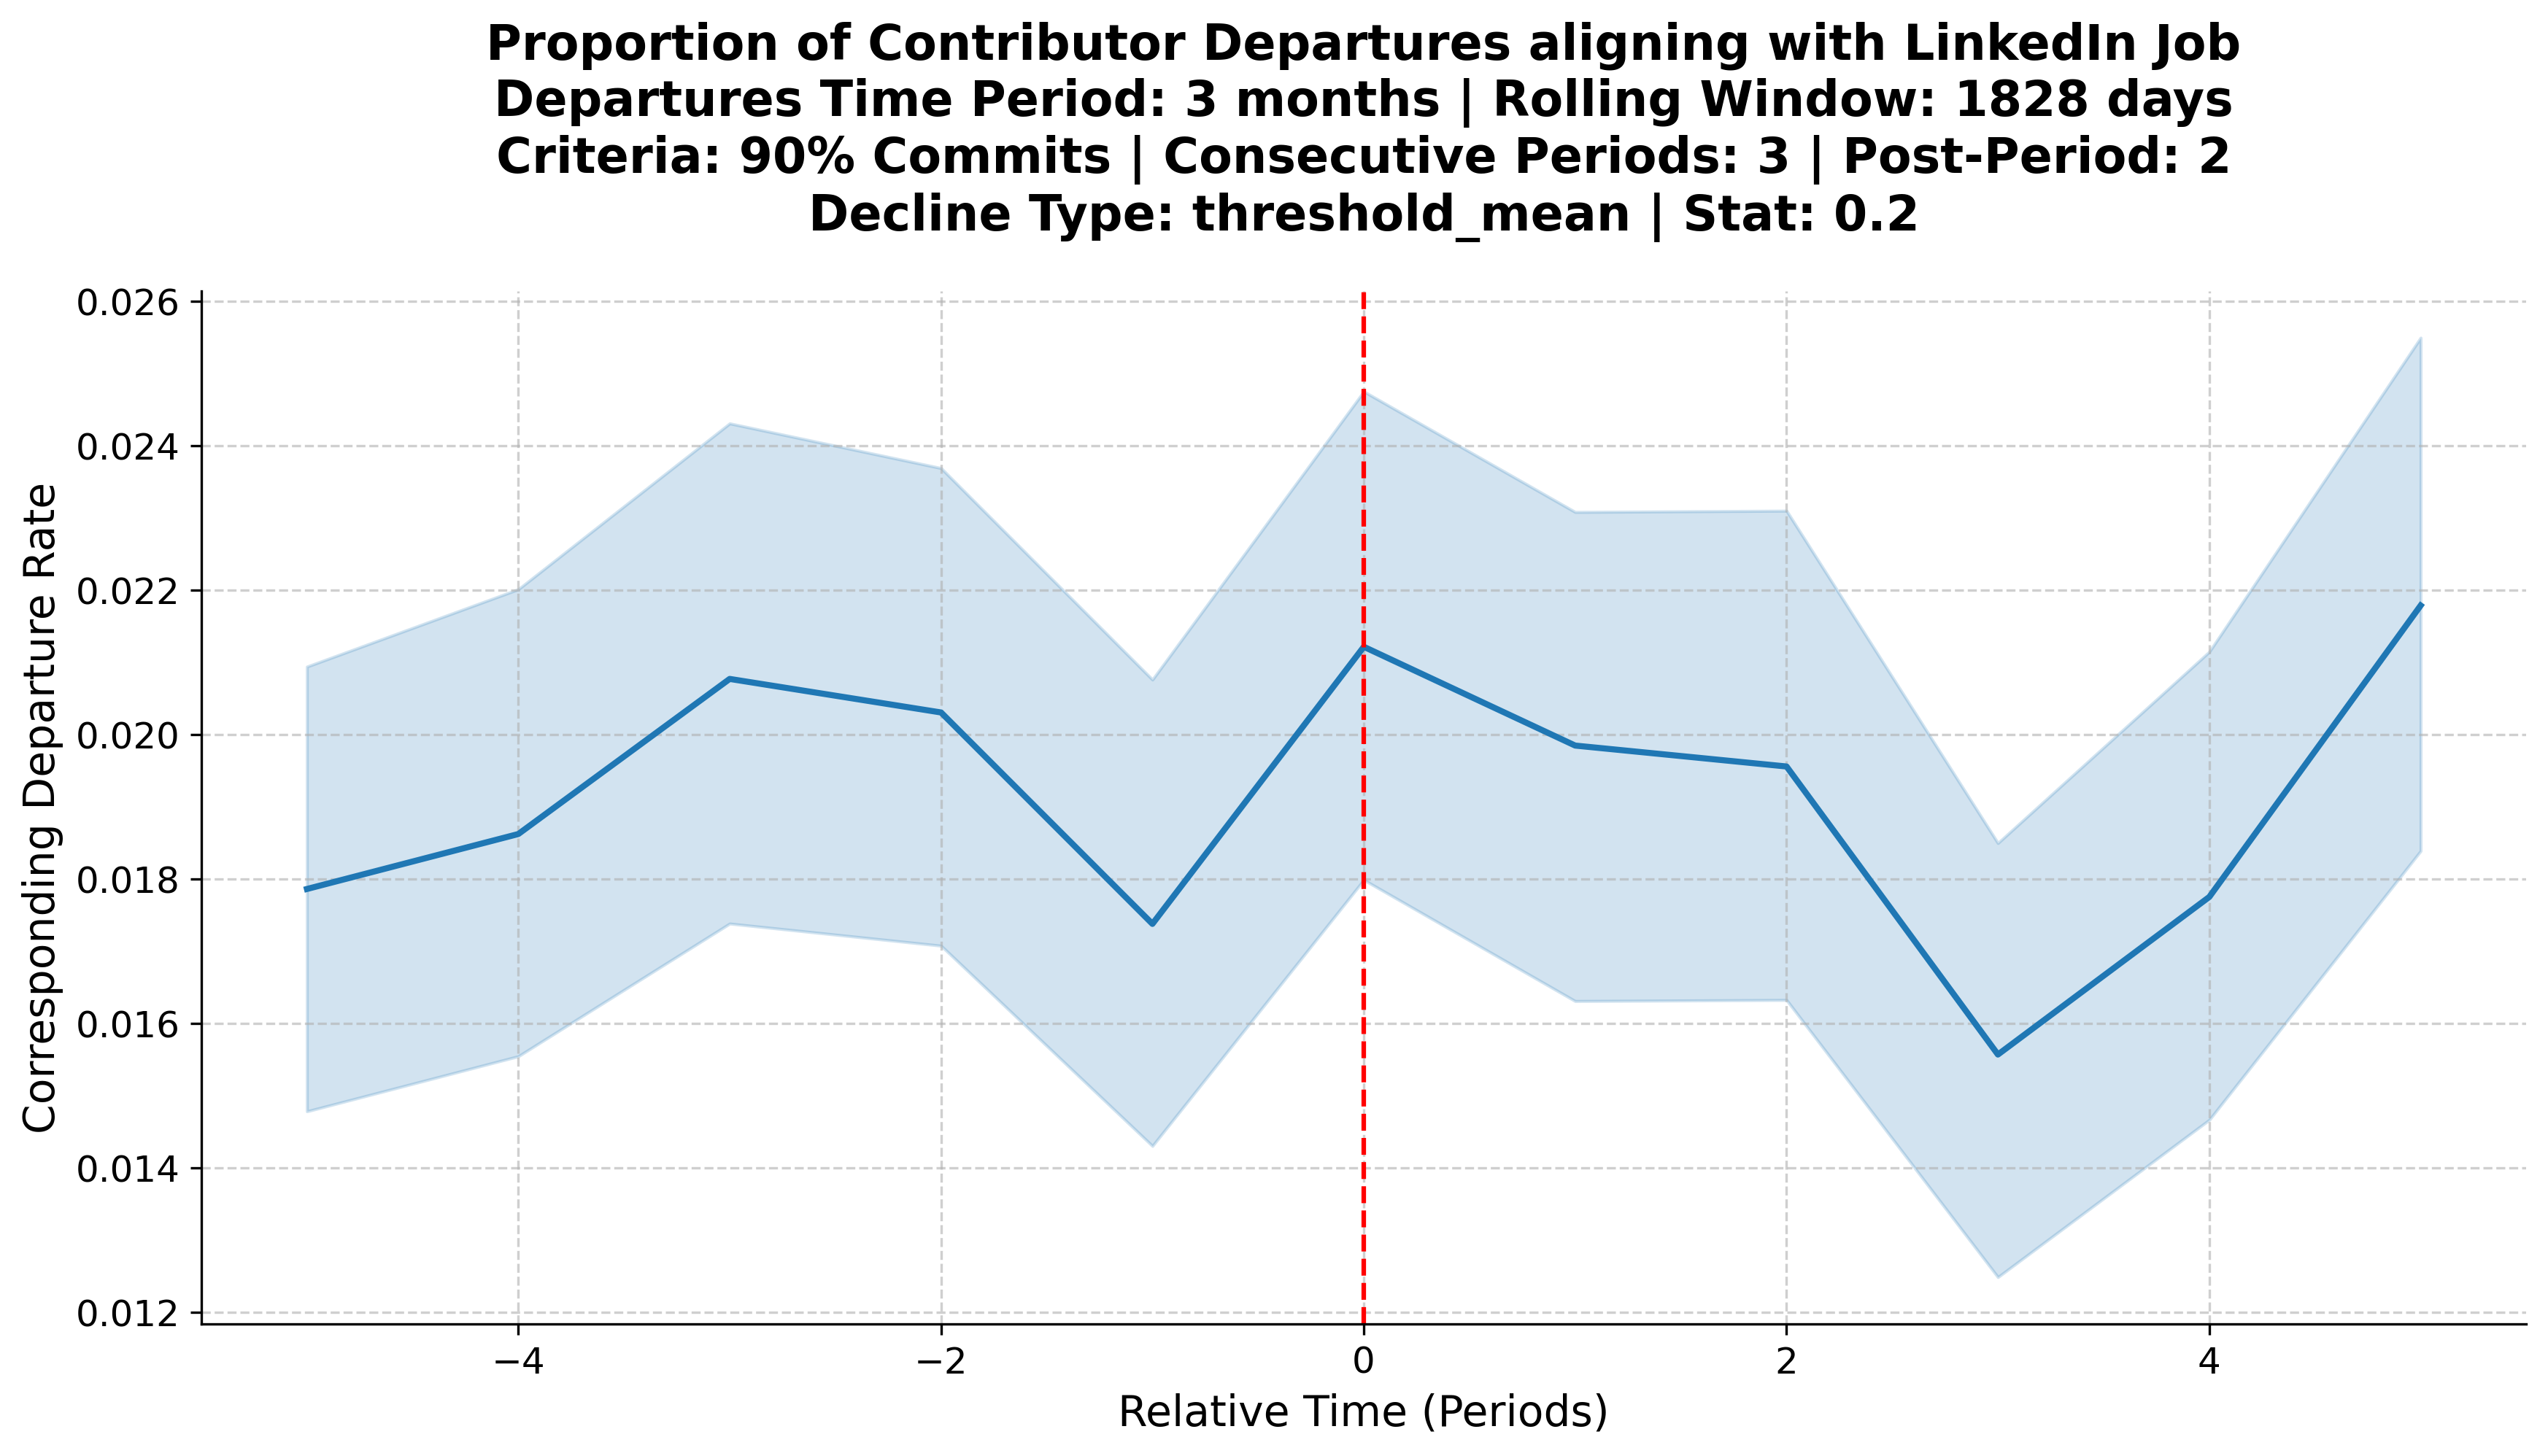 Proportion of Contributor Departures aligning with LinkedIn Job
Departures Time Period: 3 months | Rolling Window: 1828 days
Criteria: 90% Commits | Consecutive Periods: 3 | Post-Period: 2
Decline Type: threshold_mean | Stat: 0.2
Corresponding Departure Rate
0.026
0.024
0.022
0.020
0.018
0.016
0.014
0.012
−4
−2
0
2
4
Relative Time (Periods)